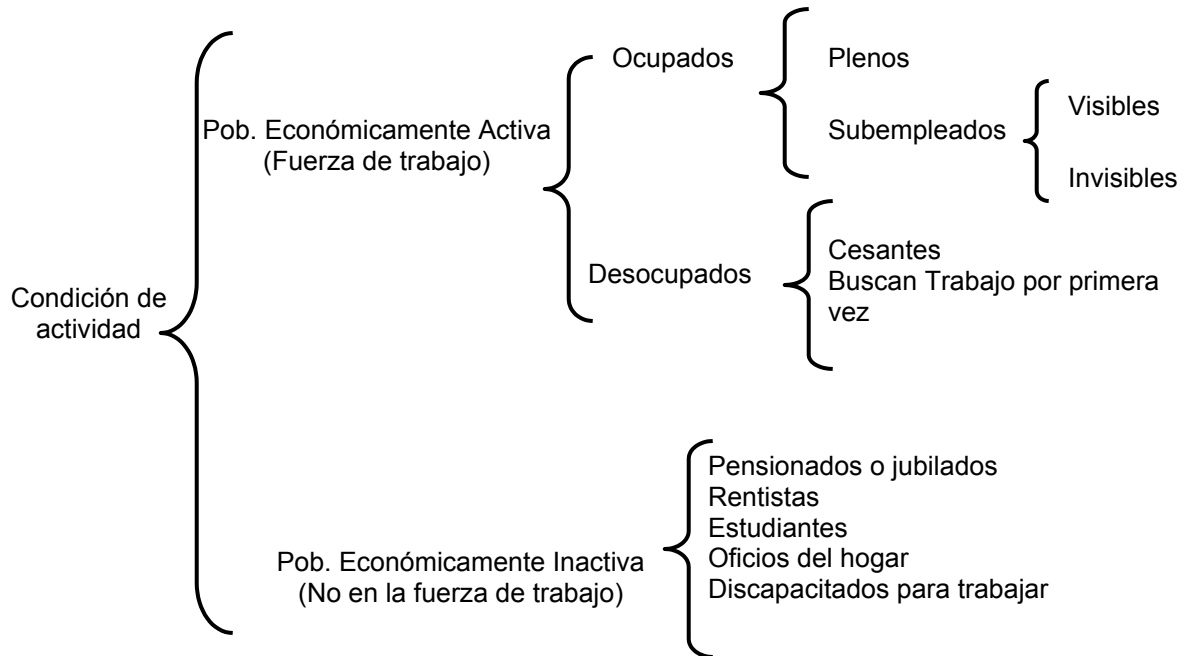 Condición de
actividad
Pob. Económicamente Activa
(Fuerza de trabajo)
Ocupados
Plenos
Subempleados
Visibles
Invisibles
Desocupados
Cesantes
Buscan Trabajo por primera
vez
Pob. Económicamente Inactiva
(No en la fuerza de trabajo)
Pensionados o jubilados
Rentistas
Estudiantes
Oficios del hogar
Discapacitados para trabajar